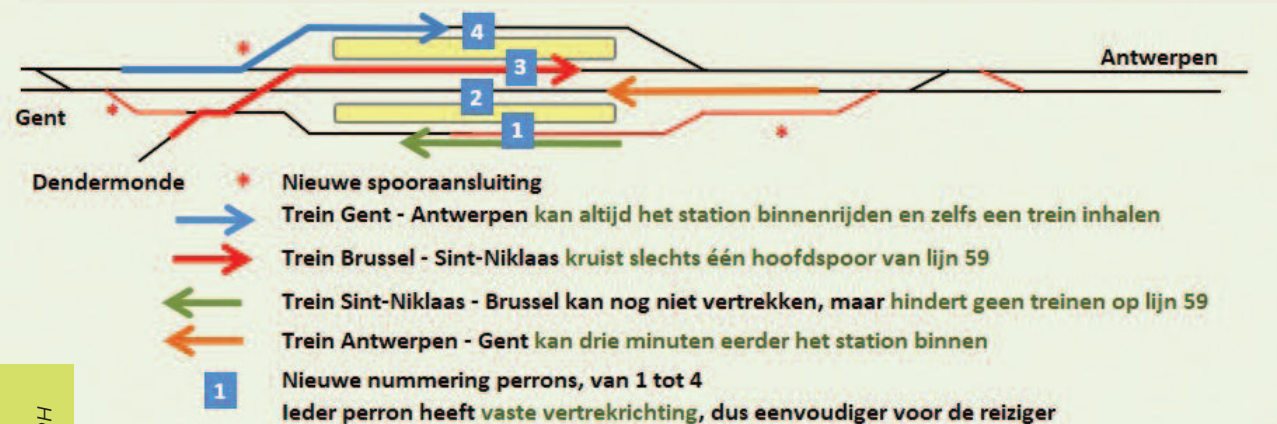 4
3
Antwerpen
2
Gent
1
Dendermonde
* Nieuwe spooraansluiting
Trein Gent - Antwerpen kan altijd het station binnenrijden en zelfs een trein inhalen
Trein Brussel - Sint-Niklaas kruist slechts één hoofdspoor van lijn 59
Trein Sint-Niklaas - Brussel kan nog niet vertrekken, maar hindert geen treinen op lijn 59
Trein Antwerpen - Gent kan drie minuten eerder het station binnen
1 Nieuwe nummering perrons, van 1 tot 4
Ieder perron heeft vaste vertrekrichting, dus eenvoudiger voor de reiziger